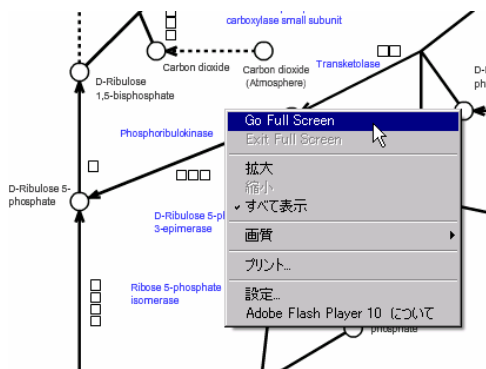 carboxylase small subunit
Carbon dioxide
Carbon dioxide
(Atmosphere)
Transketolase
D-Ribulose
1,5-bisphosphate
Phosphoribulokinase
D-Ribulose 5-
phosphate
D-Ribulose 5-pl
3-epimerase
Ribose 5-phosphate
isomerase
Go Full Screen
Exit Full Screen
拡大
縮小
すべて表示
画質
プリント...
設定...
Adobe Flash Player 10 について
phosphate